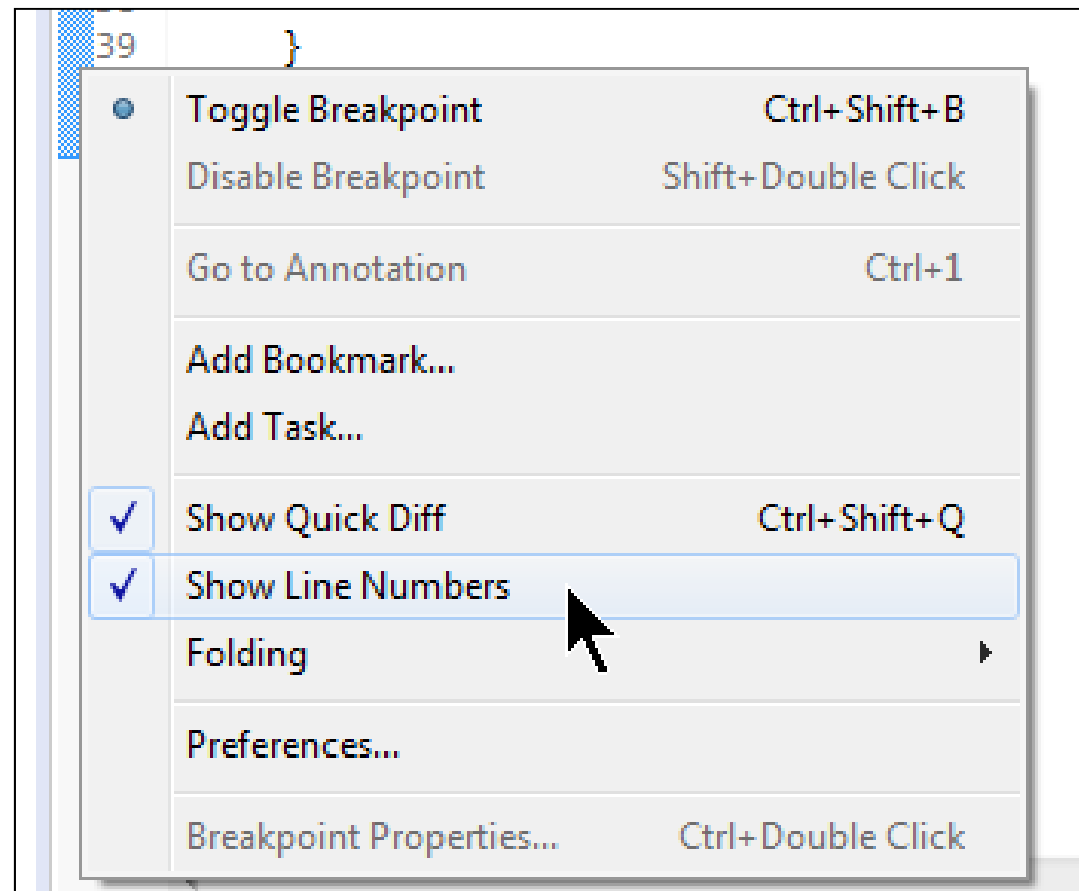 39 }
Toggle Breakpoint Ctrl+Shift+B
Disable Breakpoint Shift+Double Click
Go to Annotation Ctrl+1
Add Bookmark...
Add Task...
Show Quick Diff Ctrl+Shift+Q
Show Line Numbers
Folding
Preferences...
Breakpoint Properties... Ctrl+Double Click